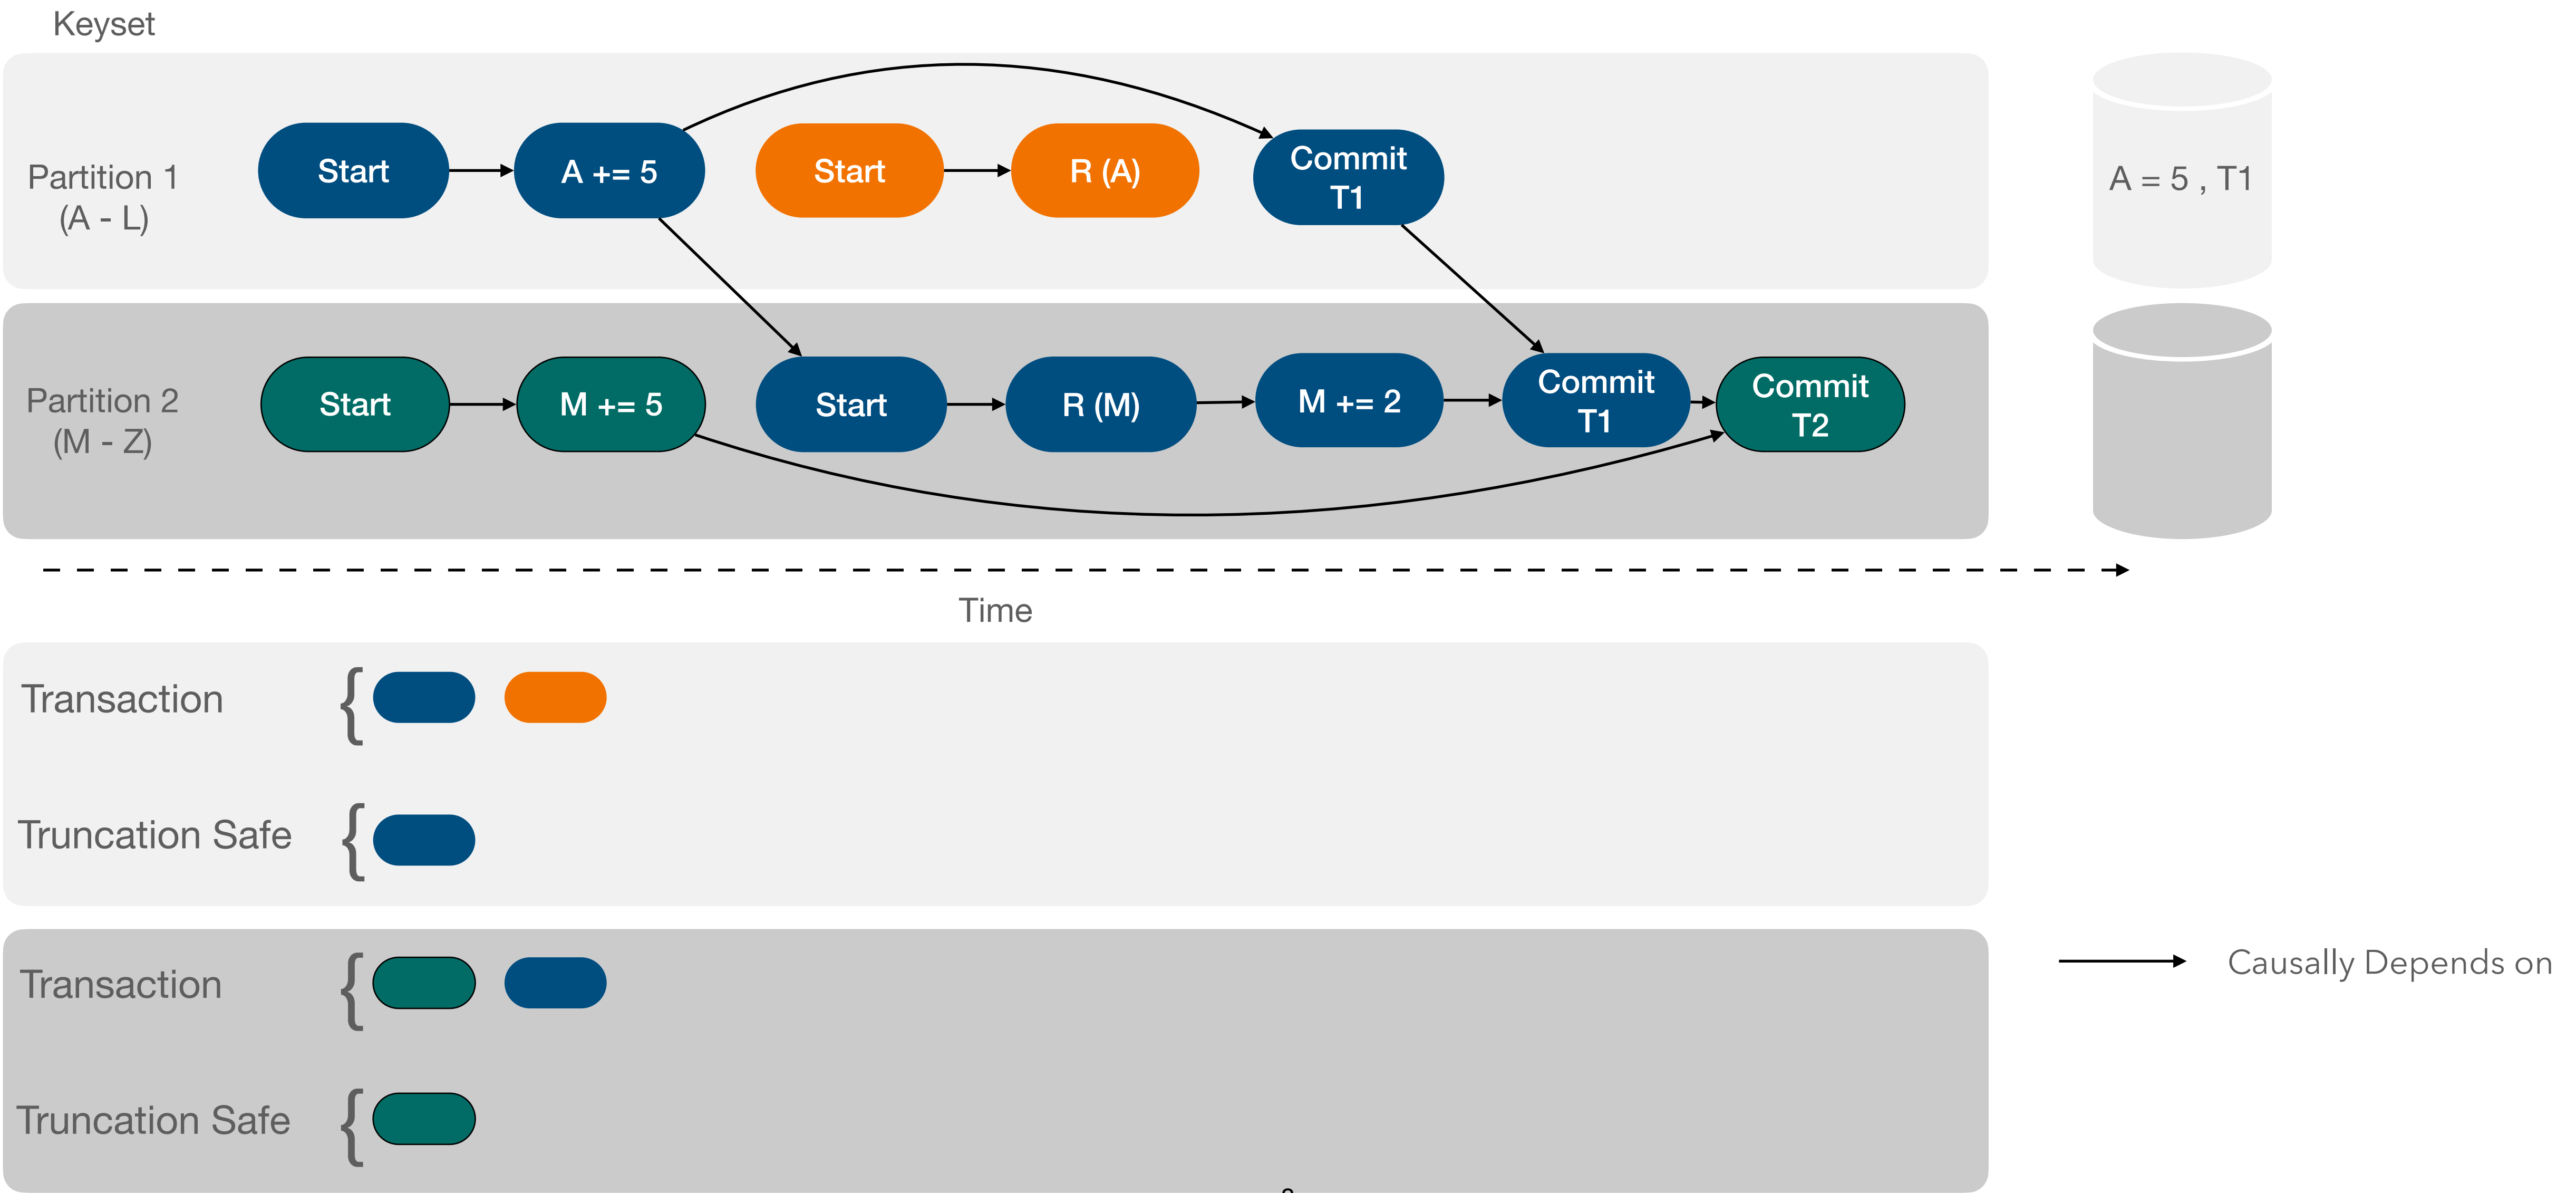 Keyset
Partition 1
(A - L)
Start
A += 5
Start
R (A)
Commit
T1
A = 5 , T1
Partition 2
(M - Z)
Start
M += 5
Start
R (M)
M += 2
Commit
T1
Commit
T2
Time
Transaction
{
Truncation Safe
{
Transaction
{
Truncation Safe
{
Causally Depends on